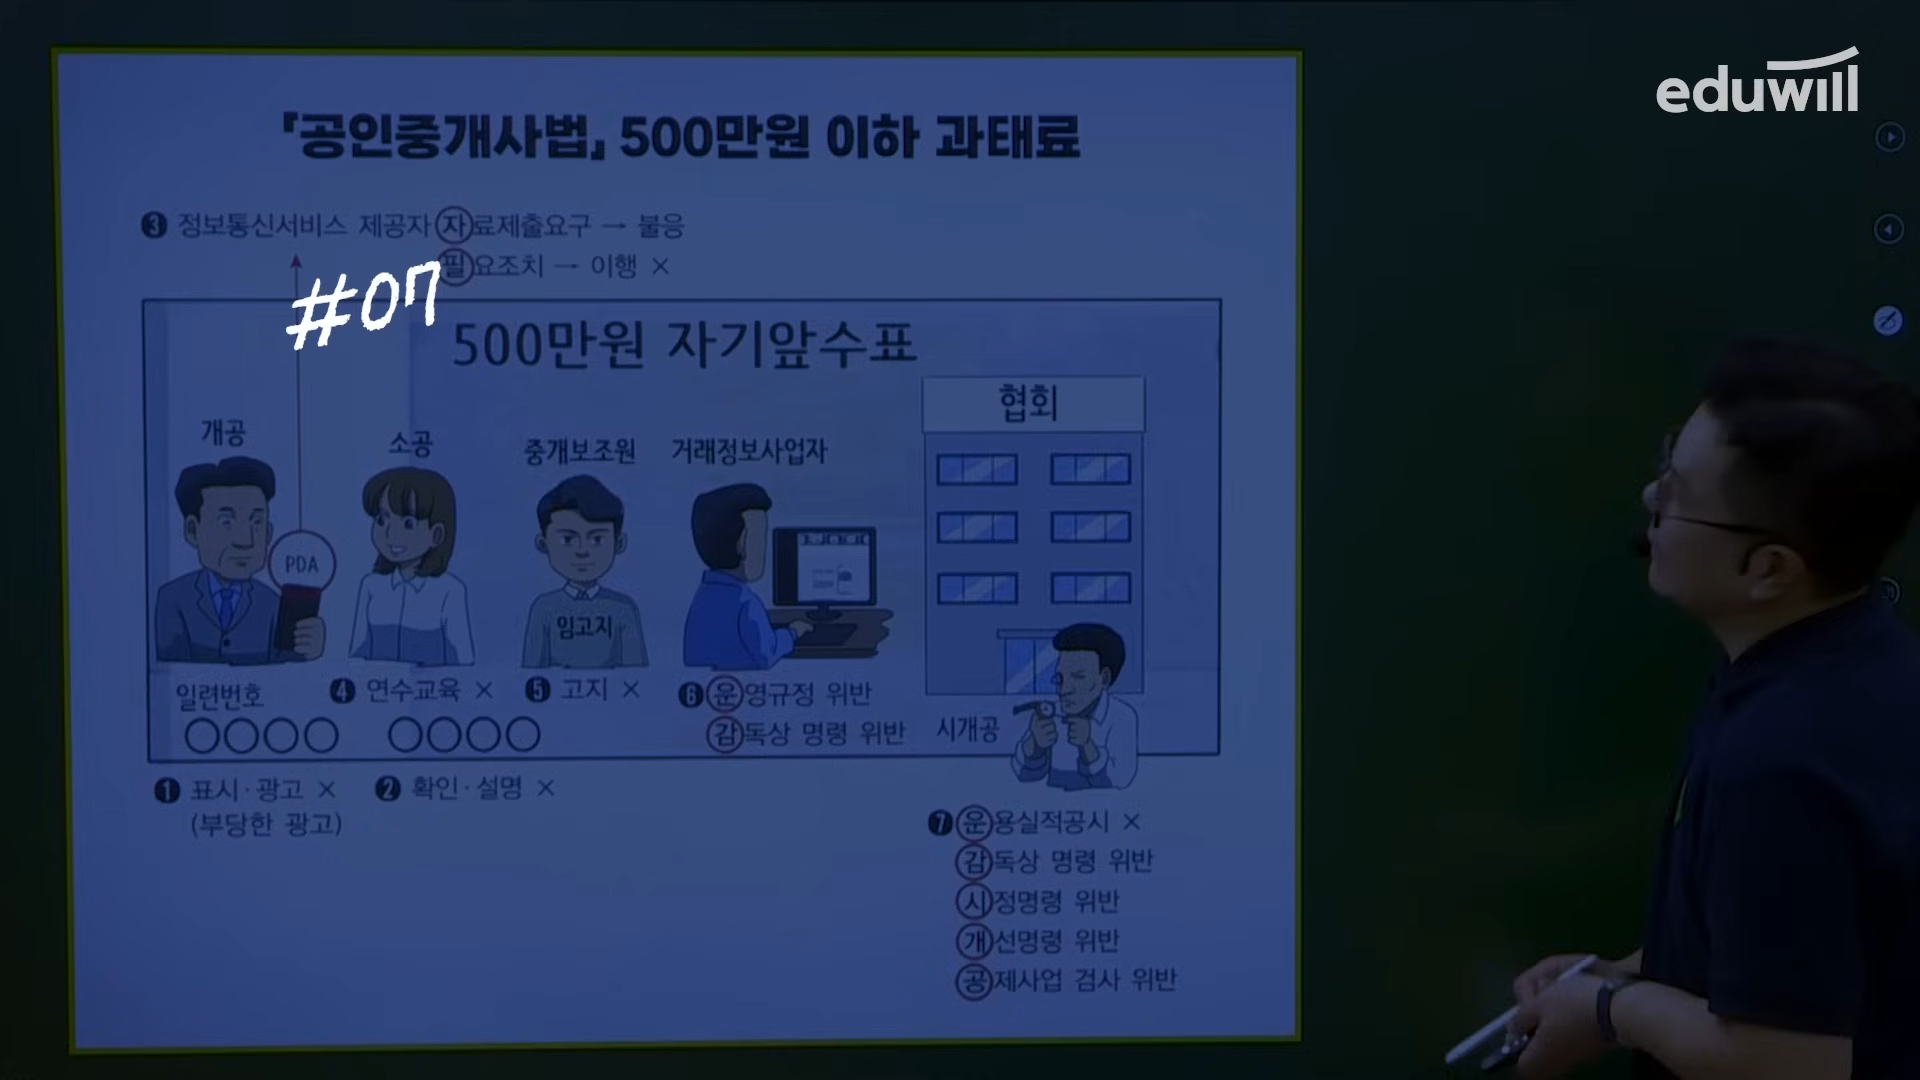 eduwill
『공인중개사법』 500만원 이하 과태료
❸ 정보통신서비스 제공자 자료제출요구 → 불응
필요조치 → 이행 ×
#07
500만원 자기앞수표
협회
개공
소공
중개보조원
거래정보사업자
PDA
임고지
일련번호
❹ 연수교육 ×
❺ 고지 ×
❻ 운영규정 위반
감독상 명령 위반
시개공
❶ 표시·광고 ×
(부당한 광고)
❷ 확인·설명 ×
❼ 운용실적공시 ×
감독상 명령 위반
시정명령 위반
개선명령 위반
공제사업 검사 위반